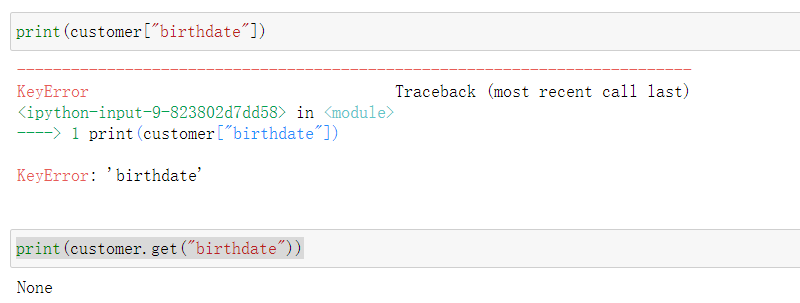 print(customer["birthdate"])
---------------------------------------------------------------------------
KeyError                                  Traceback (most recent call last)
<ipython-input-9-823802d7dd58> in <module>
----> 1 print(customer["birthdate"])
KeyError: 'birthdate'
print(customer.get("birthdate"))
None